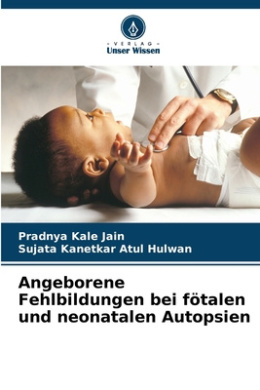 VERLAG
Unser Wissen
Pradnya Kale Jain
Sujata Kanetkar Atul Hulwan
Angeborene
Fehlbildungen bei fötalen
und neonatalen Autopsien